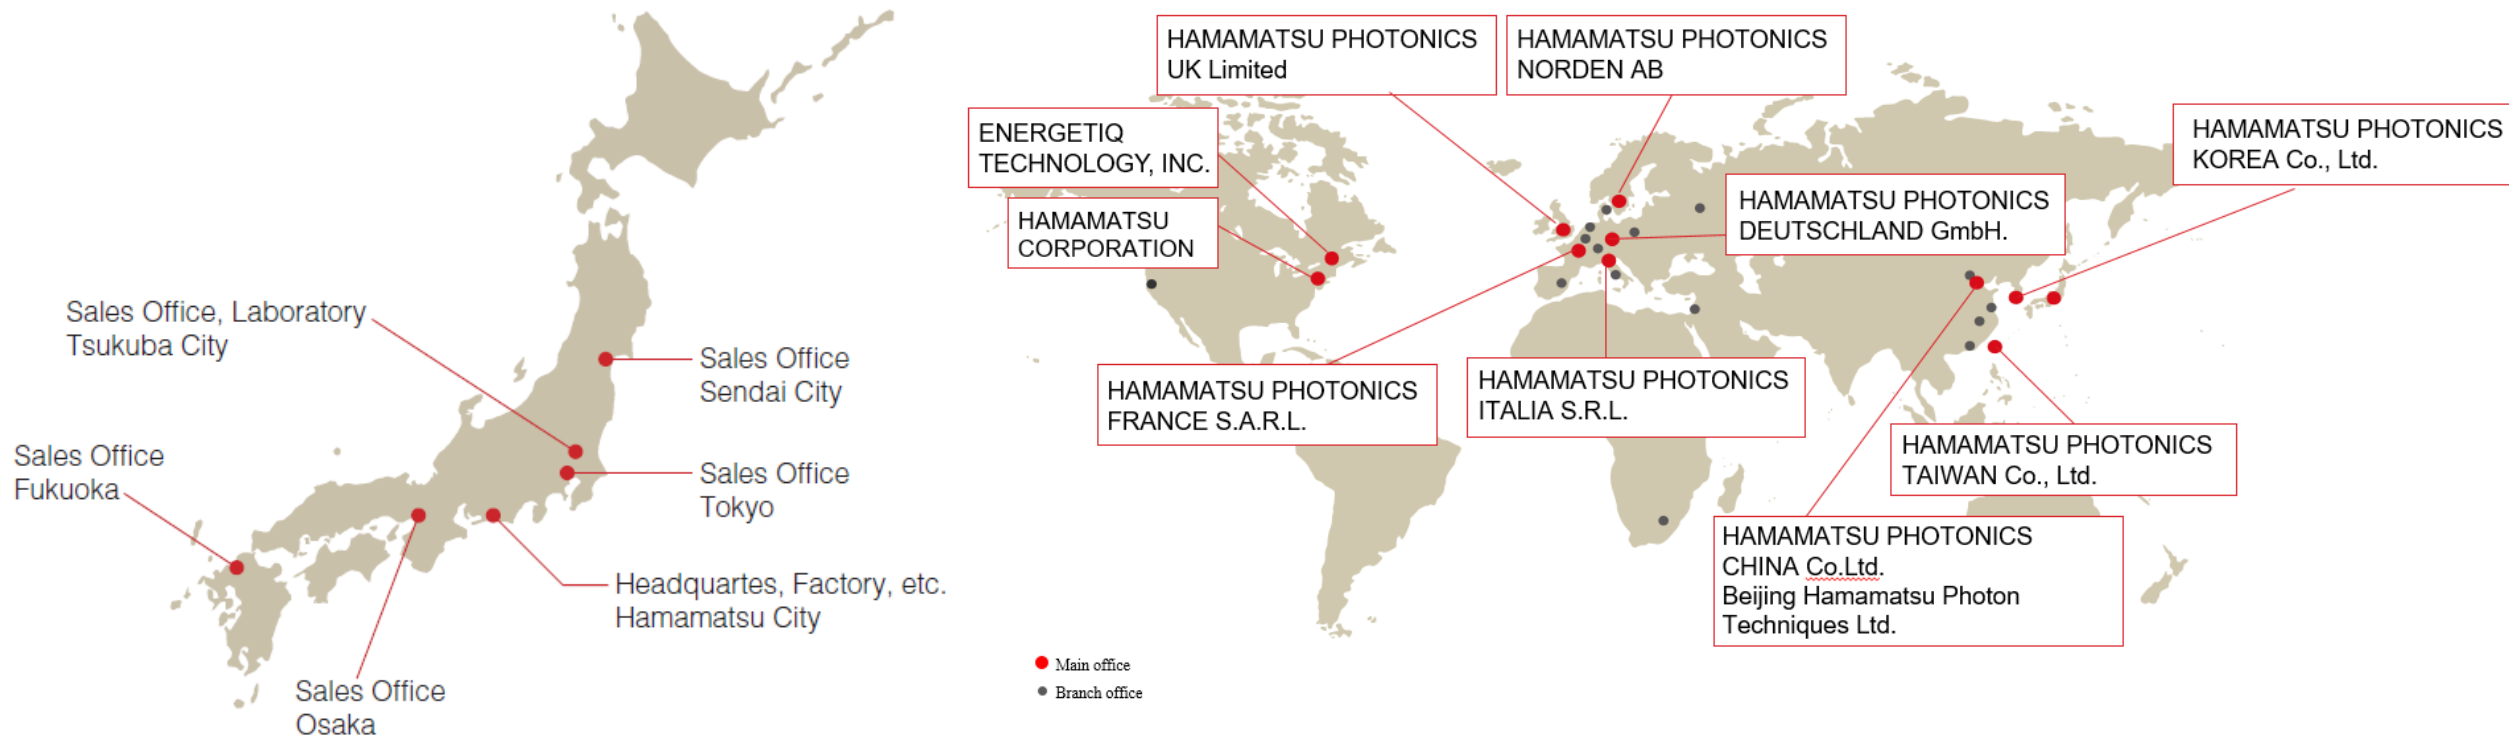 Sales Office, Laboratory
Tsukuba City
Sales Office
Sendai City
Sales Office
Fukuoka
Sales Office
Tokyo
Headquartes, Factory, etc.
Hamamatsu City
Sales Office
Osaka
HAMAMATSU PHOTONICS
UK Limited
HAMAMATSU PHOTONICS
NORDEN AB
ENERGETIQ
TECHNOLOGY, INC.
HAMAMATSU PHOTONICS
KOREA Co., Ltd.
HAMAMATSU
CORPORATION
HAMAMATSU PHOTONICS
DEUTSCHLAND GmbH.
HAMAMATSU PHOTONICS
FRANCE S.A.R.L.
HAMAMATSU PHOTONICS
ITALIA S.R.L.
HAMAMATSU PHOTONICS
TAIWAN Co., Ltd.
HAMAMATSU PHOTONICS
CHINA Co.Ltd.
Beijing Hamamatsu Photon
Techniques Ltd.
Main office
Branch office